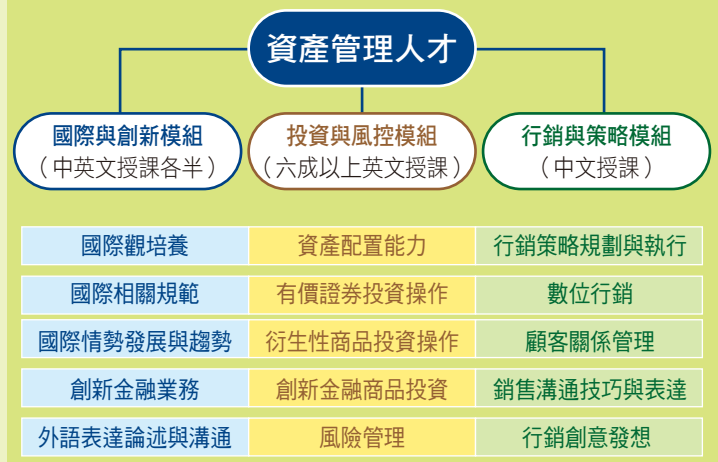 資產管理人才
國際與創新模組
（中英文授課各半）
投資與風控模組
（六成以上英文授課）
行銷與策略模組
（中文授課）
國際觀培養
資產配置能力
行銷策略規劃與執行
國際相關規範
有價證券投資操作
數位行銷
國際情勢發展與趨勢
衍生性商品投資操作
顧客關係管理
創新金融業務
創新金融商品投資
銷售溝通技巧與表達
外語表達論述與溝通
風險管理
行銷創意發想